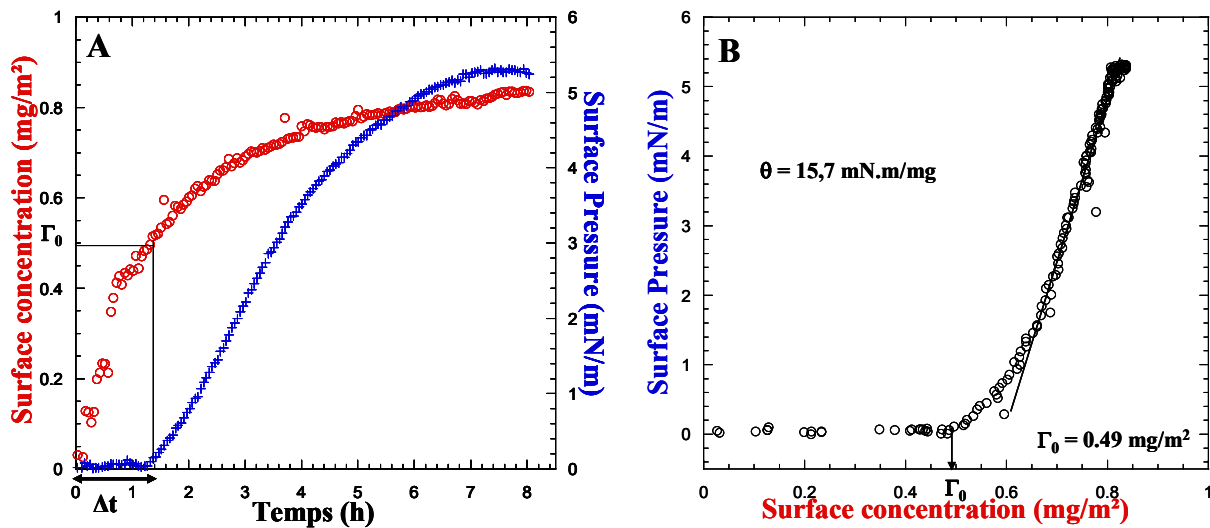 A
Surface concentration (mg/m²)
1
0.8
0.6
Γ₀
0.4
0.2
0
0 1 2 3 4 5 6 7 8
Δt
Temps (h)
6
5
4
3
2
1
0
Surface Pressure (mN/m)
B
Surface Pressure (mN/m)
6
5
4
3
2
1
0
θ = 15,7 mN.m/mg
Γ₀ = 0.49 mg/m²
Γ₀
0 0.2 0.4 0.6 0.8 1
Surface concentration (mg/m²)